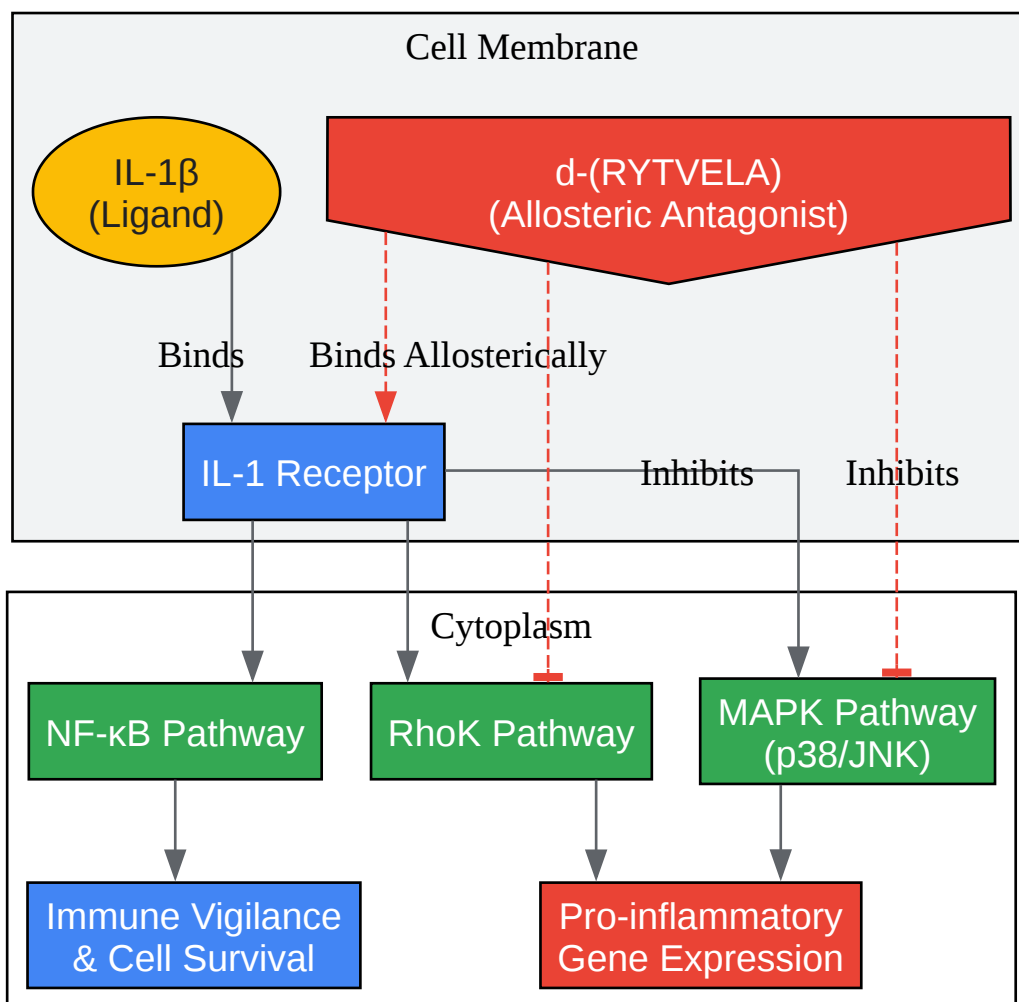 Cell Membrane
IL-1β
(Ligand)
d-(RYTVELA)
(Allosteric Antagonist)
Binds
Binds Allosterically
IL-1 Receptor
Inhibits
Inhibits
Cytoplasm
NF-κB Pathway
RhoK Pathway
MAPK Pathway
(p38/JNK)
Immune Vigilance
& Cell Survival
Pro-inflammatory
Gene Expression